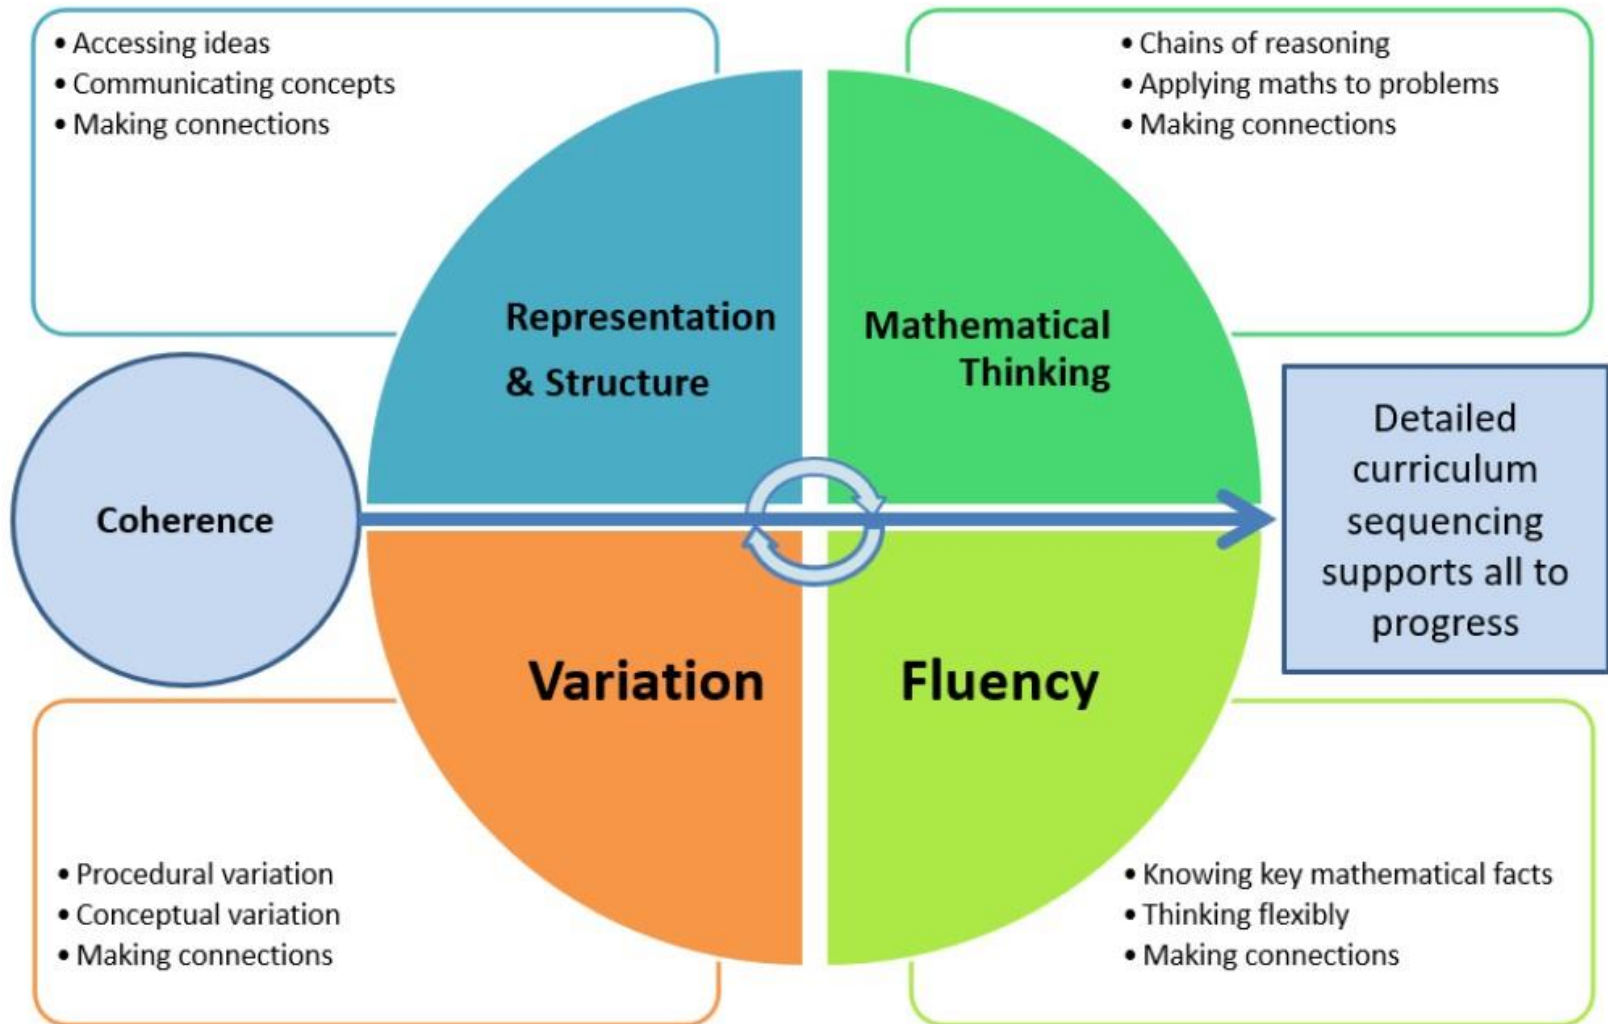 • Accessing ideas
• Communicating concepts
• Making connections
• Chains of reasoning
• Applying maths to problems
• Making connections
Representation
& Structure
Mathematical
Thinking
Coherence
Detailed
curriculum
sequencing
supports all to
progress
Variation
Fluency
• Procedural variation
• Conceptual variation
• Making connections
• Knowing key mathematical facts
• Thinking flexibly
• Making connections